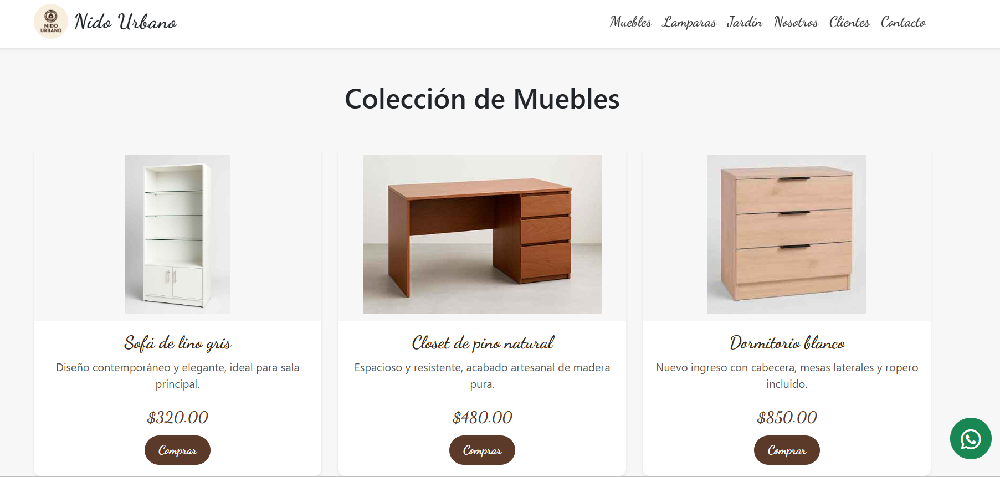 NIDO
URBANO
Nido Urbano
Muebles Lamparas Jardín Nosotros Clientes Contacto
Colección de Muebles
Sofá de lino gris
Diseño contemporáneo y elegante, ideal para sala
principal.
$320.00
Comprar
Closet de pino natural
Espacioso y resistente, acabado artesanal de madera
pura.
$480.00
Comprar
Dormitorio blanco
Nuevo ingreso con cabecera, mesas laterales y ropero
incluido.
$850.00
Comprar